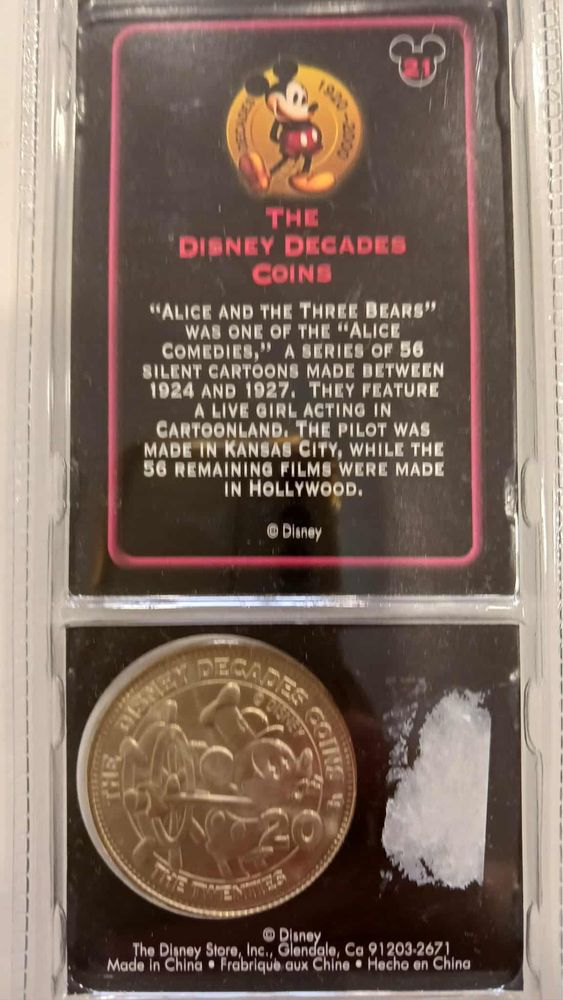 21
DECADES 1920-2000
THE
DISNEY DECADES
COINS
"ALICE AND THE THREE BEARS"
WAS ONE OF THE "ALICE
COMEDIES," A SERIES OF 56
SILENT CARTOONS MADE BETWEEN
1924 AND 1927. THEY FEATURE
A LIVE GIRL ACTING IN
CARTOONLAND. THE PILOT WAS
MADE IN KANSAS CITY, WHILE THE
56 REMAINING FILMS WERE MADE
IN HOLLYWOOD.
© Disney
THE DISNEY DECADES COINS
© DISNEY
20
THE TWENTIES
© Disney
The Disney Store, Inc., Glendale, Ca 91203-2671
Made in China • Frabriqué aux Chine • Hecho en China